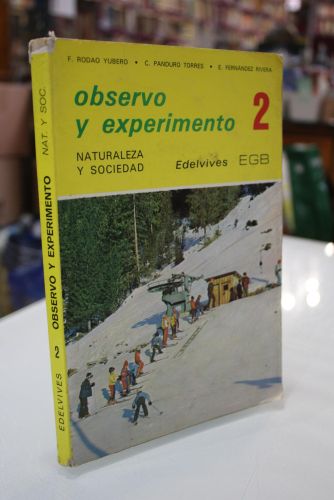 F. RODAO YUBERO • C. PANDURO TORRES • E. FERNÁNDEZ RIVERA
observo
y experimento 2
NATURALEZA
Y SOCIEDAD
Edelvives EGB
EDELVIVES 2 OBSERVO Y EXPERIMENTO NAT. Y SOC.